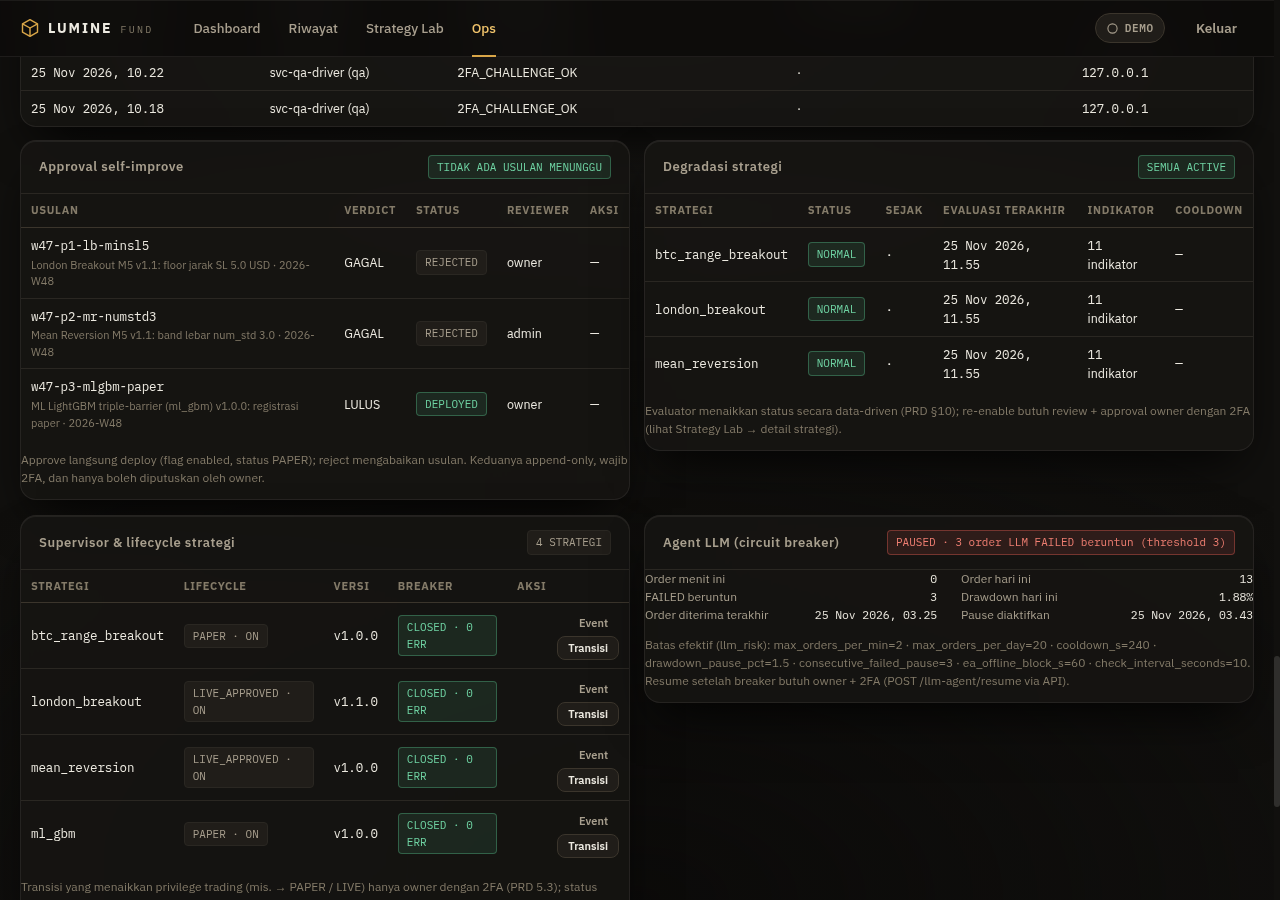 LUMINE FUND Dashboard Riwayat Strategy Lab Ops DEMO Keluar
25 Nov 2026, 10.22 svc-qa-driver (qa) 2FA_CHALLENGE_OK · 127.0.0.1
25 Nov 2026, 10.18 svc-qa-driver (qa) 2FA_CHALLENGE_OK · 127.0.0.1
Approval self-improve TIDAK ADA USULAN MENUNGGU
USULAN VERDICT STATUS REVIEWER AKSI
w47-p1-lb-minsl5
London Breakout M5 v1.1: floor jarak SL 5.0 USD · 2026-
W48
GAGAL REJECTED owner —
w47-p2-mr-numstd3
Mean Reversion M5 v1.1: band lebar num_std 3.0 · 2026-
W48
GAGAL REJECTED admin —
w47-p3-mlgbm-paper
ML LightGBM triple-barrier (ml_gbm) v1.0.0: registrasi
paper · 2026-W48
LULUS DEPLOYED owner —
Approve langsung deploy (flag enabled, status PAPER); reject mengabaikan usulan. Keduanya append-only, wajib
2FA, dan hanya boleh diputuskan oleh owner.
Degradasi strategi SEMUA ACTIVE
STRATEGI STATUS SEJAK EVALUASI TERAKHIR INDIKATOR COOLDOWN
btc_range_breakout NORMAL · 25 Nov 2026, 11 —
11.55 indikator
london_breakout NORMAL · 25 Nov 2026, 11 —
11.55 indikator
mean_reversion NORMAL · 25 Nov 2026, 11 —
11.55 indikator
Evaluator menaikkan status secara data-driven (PRD §10); re-enable butuh review + approval owner dengan 2FA
(lihat Strategy Lab → detail strategi).
Supervisor & lifecycle strategi 4 STRATEGI
STRATEGI LIFECYCLE VERSI BREAKER AKSI
btc_range_breakout PAPER · ON v1.0.0 CLOSED · 0 Event
ERR Transisi
london_breakout LIVE_APPROVED · v1.1.0 CLOSED · 0 Event
ON ERR Transisi
mean_reversion LIVE_APPROVED · v1.0.0 CLOSED · 0 Event
ON ERR Transisi
ml_gbm PAPER · ON v1.0.0 CLOSED · 0 Event
ERR Transisi
Transisi yang menaikkan privilege trading (mis. → PAPER / LIVE) hanya owner dengan 2FA (PRD 5.3); status
Agent LLM (circuit breaker) PAUSED · 3 order LLM FAILED beruntun (threshold 3)
Order menit ini 0 Order hari ini 13
FAILED beruntun 3 Drawdown hari ini 1.88%
Order diterima terakhir 25 Nov 2026, 03.25 Pause diaktifkan 25 Nov 2026, 03.43
Batas efektif (llm_risk): max_orders_per_min=2 · max_orders_per_day=20 · cooldown_s=240 ·
drawdown_pause_pct=1.5 · consecutive_failed_pause=3 · ea_offline_block_s=60 · check_interval_seconds=10.
Resume setelah breaker butuh owner + 2FA (POST /llm-agent/resume via API).